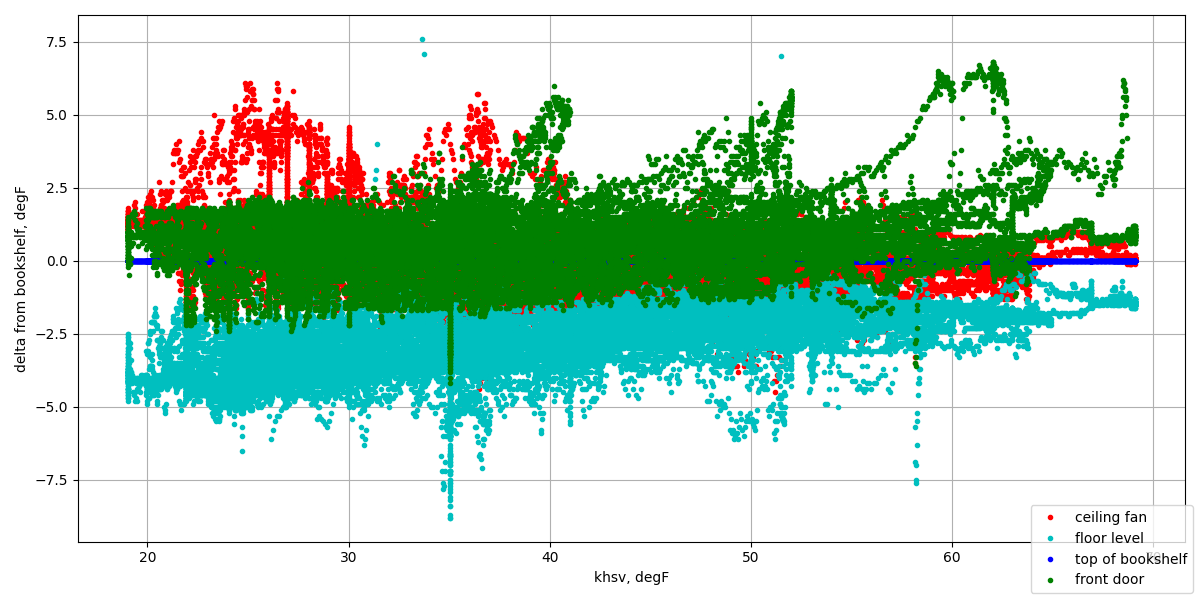 delta from bookshelf, degF
7.5
5.0
2.5
0.0
−2.5
−5.0
−7.5
20
30
40
50
60
70
khsv, degF
ceiling fan
floor level
top of bookshelf
front door